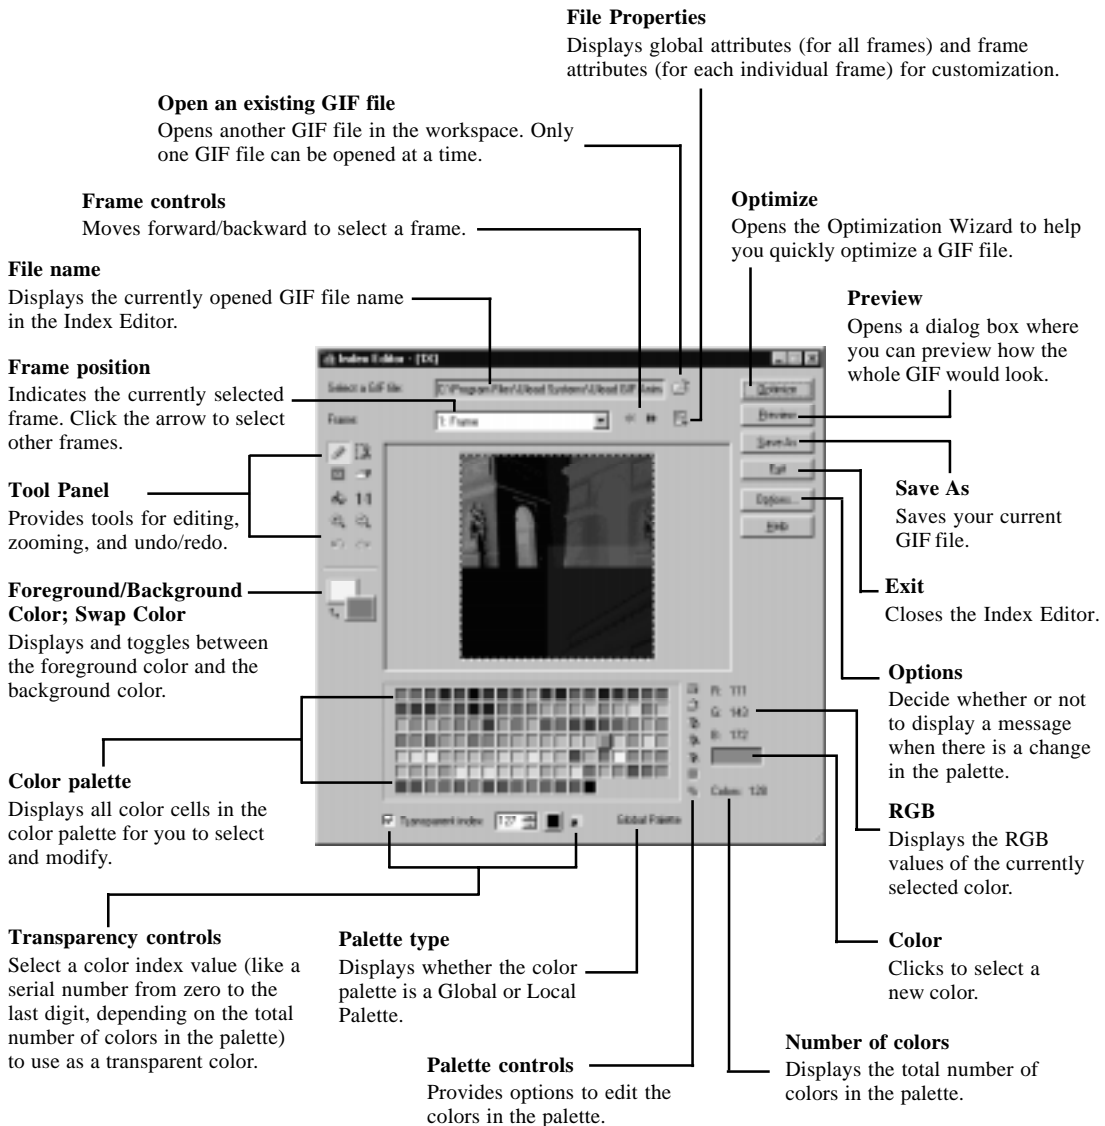 File Properties
Displays global attributes (for all frames) and frame
attributes (for each individual frame) for customization.
Open an existing GIF file
Opens another GIF file in the workspace. Only
one GIF file can be opened at a time.
Frame controls
Moves forward/backward to select a frame.
Optimize
Opens the Optimization Wizard to help
you quickly optimize a GIF file.
File name
Displays the currently opened GIF file name
in the Index Editor.
Preview
Opens a dialog box where
you can preview how the
whole GIF would look.
Frame position
Indicates the currently selected
frame. Click the arrow to select
other frames.
Tool Panel
Provides tools for editing,
zooming, and undo/redo.
Foreground/Background
Color; Swap Color
Displays and toggles between
the foreground color and the
background color.
Color palette
Displays all color cells in the
color palette for you to select
and modify.
Index Editor - [1X]
Select a GIF file:
C:\Program Files\Ulead Systems\Ulead GIF Anim
Frame:
1: Frame
1:1
Optimize
Preview
Save As
Exit
Options...
Help
R: 111
G: 143
B: 172
Colors: 128
Transparent index:
127
Global Palette
Save As
Saves your current
GIF file.
Exit
Closes the Index Editor.
Options
Decide whether or not
to display a message
when there is a change
in the palette.
RGB
Displays the RGB
values of the currently
selected color.
Transparency controls
Select a color index value (like a
serial number from zero to the
last digit, depending on the total
number of colors in the palette)
to use as a transparent color.
Palette type
Displays whether the color
palette is a Global or Local
Palette.
Color
Clicks to select a
new color.
Palette controls
Provides options to edit the
colors in the palette.
Number of colors
Displays the total number of
colors in the palette.